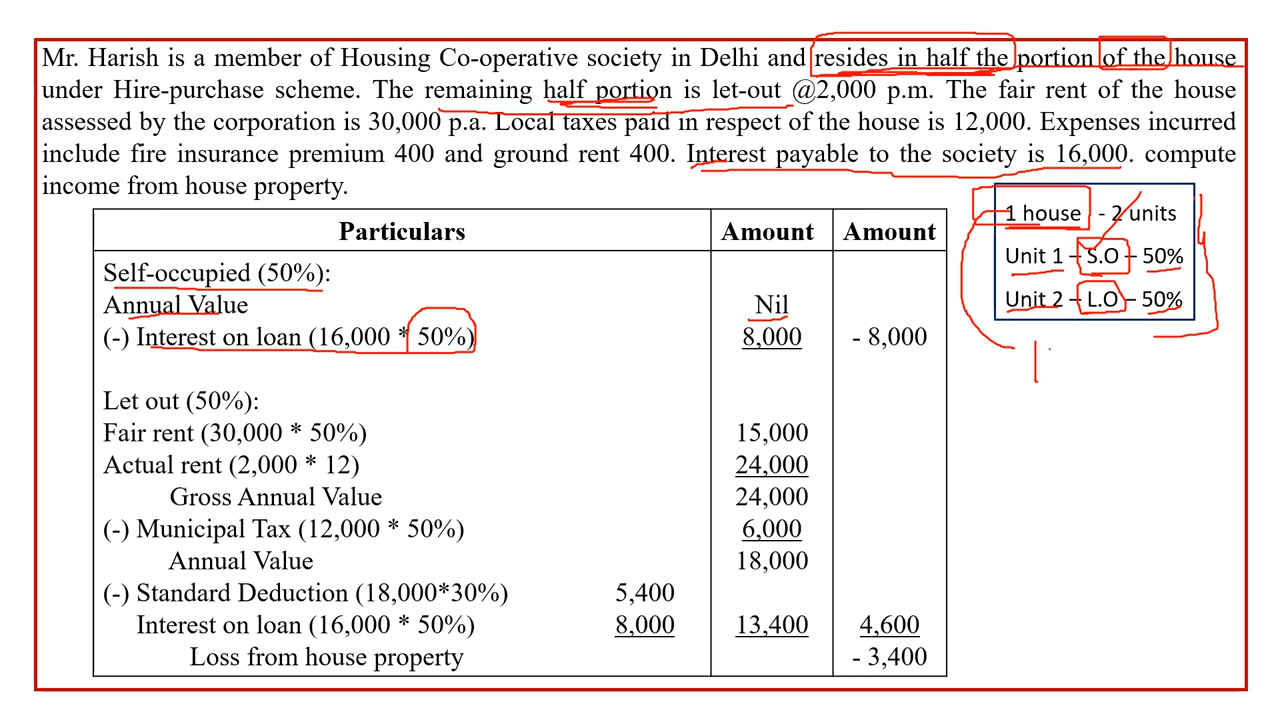 Mr. Harish is a member of Housing Co-operative society in Delhi and resides in half the portion of the house
under Hire-purchase scheme. The remaining half portion is let-out @2,000 p.m. The fair rent of the house
assessed by the corporation is 30,000 p.a. Local taxes paid in respect of the house is 12,000. Expenses incurred
include fire insurance premium 400 and ground rent 400. Interest payable to the society is 16,000. compute
income from house property.
1 house - 2 units
Unit 1 – S.O – 50%
Unit 2 – L.O – 50%
Particulars Amount Amount
Self-occupied (50%):
Annual Value Nil
(-) Interest on loan (16,000 * 50%) 8,000 - 8,000
Let out (50%):
Fair rent (30,000 * 50%) 15,000
Actual rent (2,000 * 12) 24,000
Gross Annual Value 24,000
(-) Municipal Tax (12,000 * 50%) 6,000
Annual Value 18,000
(-) Standard Deduction (18,000*30%) 5,400
Interest on loan (16,000 * 50%) 8,000 13,400 4,600
Loss from house property - 3,400